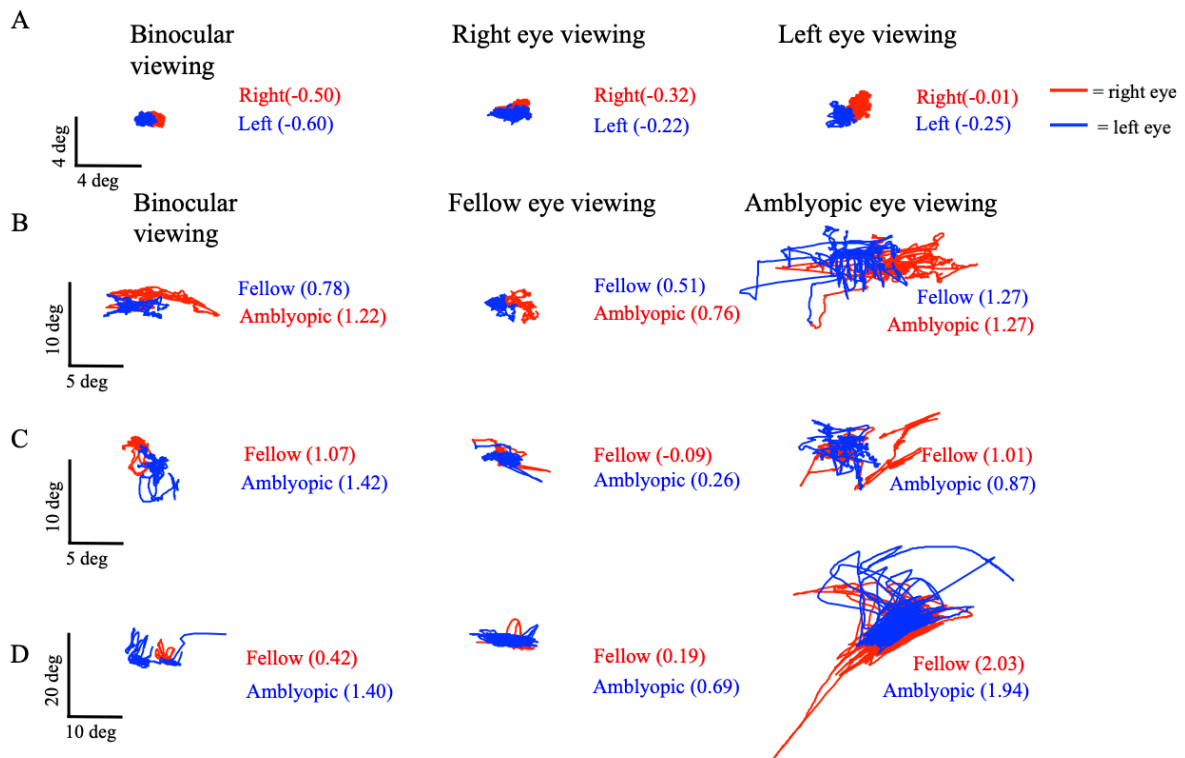 A
Binocular
viewing
Right eye viewing
Left eye viewing
Right(-0.50)
Left (-0.60)
Right(-0.32)
Left (-0.22)
Right(-0.01)
Left (-0.25)
= right eye
= left eye
4 deg
4 deg
B
Binocular
viewing
Fellow eye viewing
Amblyopic eye viewing
Fellow (0.78)
Amblyopic (1.22)
Fellow (0.51)
Amblyopic (0.76)
Fellow (1.27)
Amblyopic (1.27)
10 deg
5 deg
C
Fellow (1.07)
Amblyopic (1.42)
Fellow (-0.09)
Amblyopic (0.26)
Fellow (1.01)
Amblyopic (0.87)
10 deg
5 deg
D
Fellow (0.42)
Amblyopic (1.40)
Fellow (0.19)
Amblyopic (0.69)
Fellow (2.03)
Amblyopic (1.94)
20 deg
10 deg